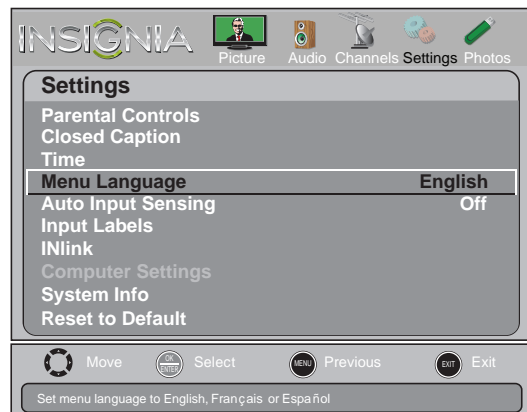 INSIGNIA
Picture Audio Channels Settings Photos
Settings
Parental Controls
Closed Caption
Time
Menu Language English
Auto Input Sensing Off
Input Labels
INlink
Computer Settings
System Info
Reset to Default
Move OK ENTER Select MENU Previous EXIT Exit
Set menu language to English, Français or Español